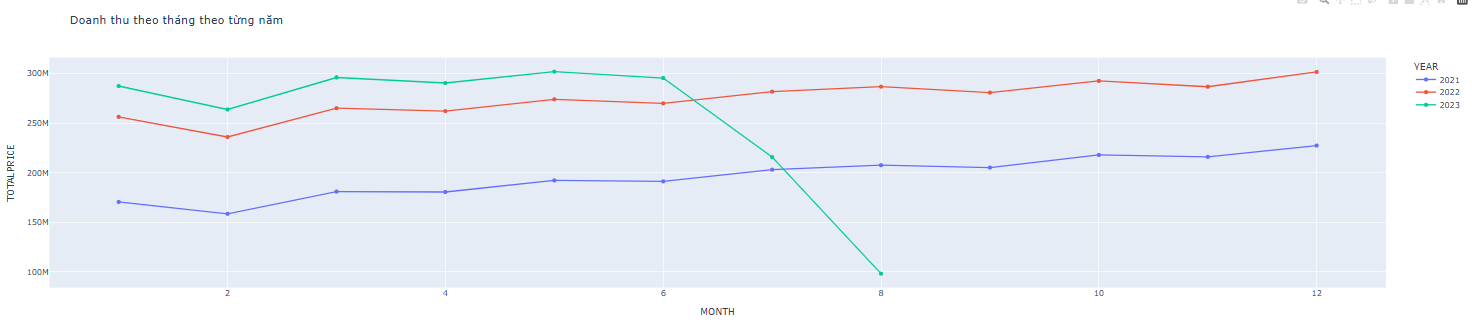 Doanh thu theo tháng theo từng năm
300M
250M
200M
150M
100M
TOTALPRICE
2
4
6
8
10
12
MONTH
YEAR
2021
2022
2023